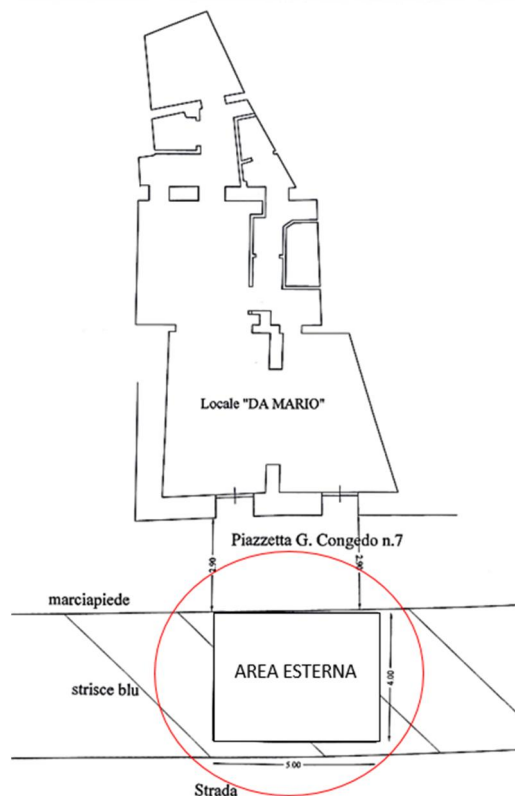 Locale "DA MARIO"
Piazzetta G. Congedo n.7
2.90
2.90
marciapiede
AREA ESTERNA
4.00
strisce blu
5.00
Strada